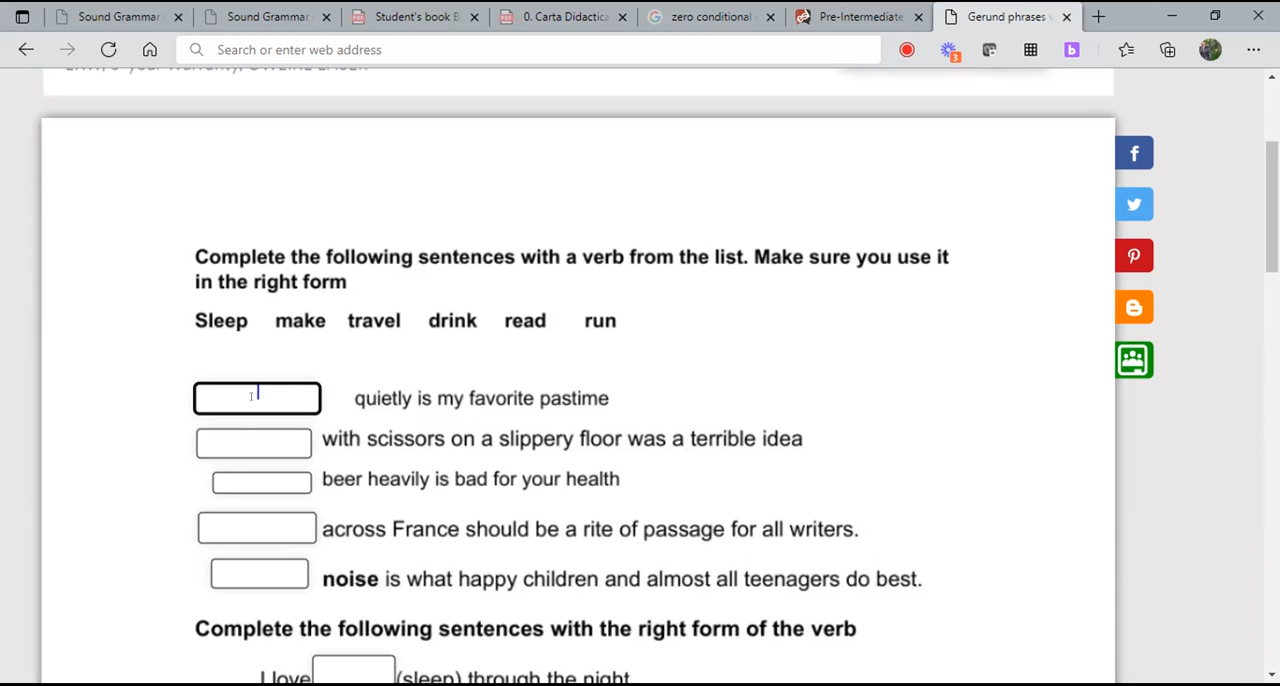 Sound Grammar
Sound Grammar
Student's book B
0. Carta Didactica
zero conditional
Pre-Intermediate
Gerund phrases
Search or enter web address
3
b
Complete the following sentences with a verb from the list. Make sure you use it
in the right form
Sleep make travel drink read run
quietly is my favorite pastime
with scissors on a slippery floor was a terrible idea
beer heavily is bad for your health
across France should be a rite of passage for all writers.
noise is what happy children and almost all teenagers do best.
Complete the following sentences with the right form of the verb
I love (sleep) through the night